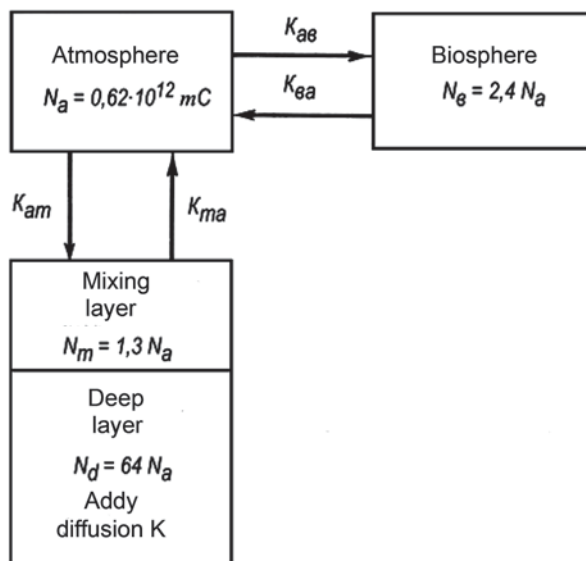 Atmosphere
Nₐ = 0,62·10¹² mC
Kₐв
Kвₐ
Biosphere
Nв = 2,4 Nₐ
Kₐₘ
Kₘₐ
Mixing
layer
Nₘ = 1,3 Nₐ
Deep
layer
N_d = 64 Nₐ
Addy
diffusion K